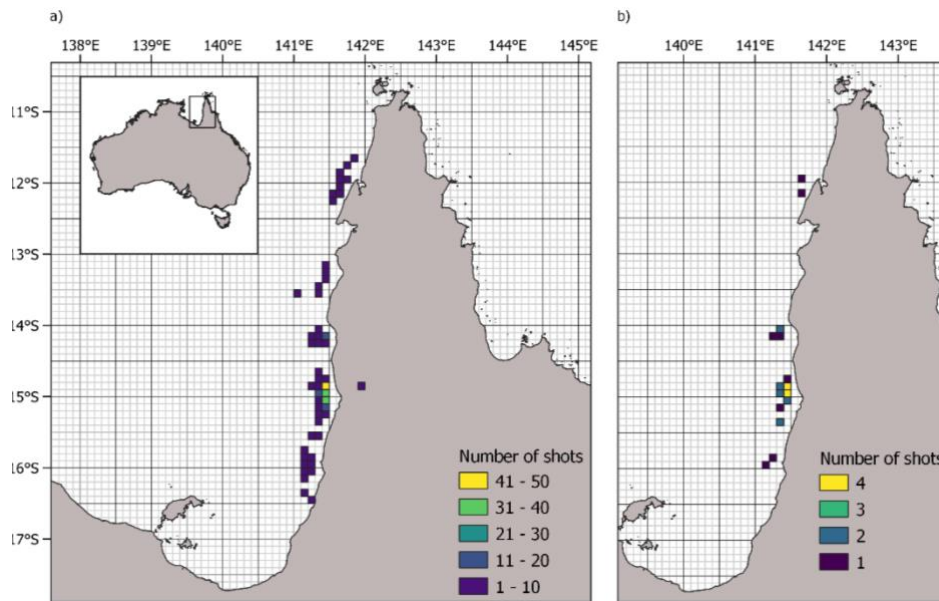 a)
b)
138°E 139°E 140°E 141°E 142°E 143°E 144°E 145°E
140°E 141°E 142°E 143°E
11°S
12°S
13°S
14°S
15°S
16°S
17°S
Number of shots
41 - 50
31 - 40
21 - 30
11 - 20
1 - 10
Number of shots
4
3
2
1